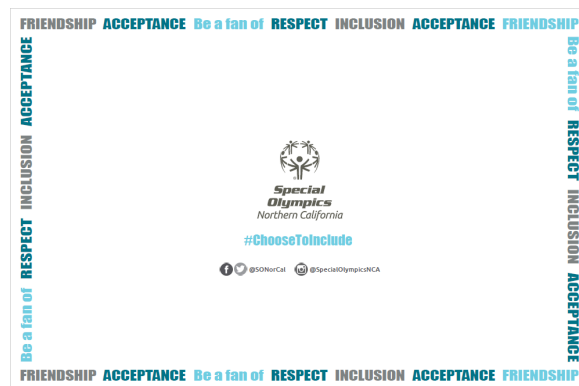 FRIENDSHIP ACCEPTANCE Be a fan of RESPECT INCLUSION ACCEPTANCE FRIENDSHIP
Be a fan of RESPECT INCLUSION ACCEPTANCE
Be a fan of RESPECT INCLUSION ACCEPTANCE
Special
Olympics
Northern California
#ChooseToInclude
@SONorCal @SpecialOlympicsNCA
FRIENDSHIP ACCEPTANCE Be a fan of RESPECT INCLUSION ACCEPTANCE FRIENDSHIP